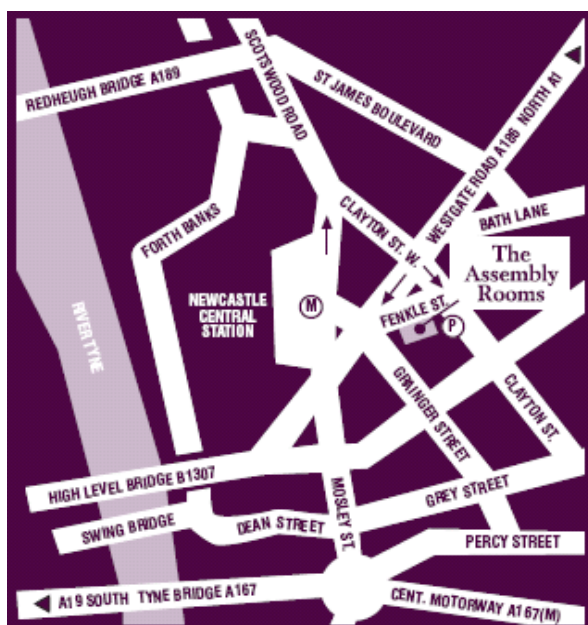 REDHEUGH BRIDGE A189
SCOTSWOOD ROAD
ST JAMES BOULEVARD
WESTGATE ROAD A186 NORTH A1
BATH LANE
CLAYTON ST. W.
FORTH BANKS
The
Assembly
Rooms
NEWCASTLE
CENTRAL
STATION
M
FENKLE ST.
P
RIVER TYNE
GRAINGER STREET
CLAYTON ST.
HIGH LEVEL BRIDGE B1307
MOSLEY ST.
GREY STREET
SWING BRIDGE
DEAN STREET
PERCY STREET
A19 SOUTH TYNE BRIDGE A167
CENT. MOTORWAY A167(M)